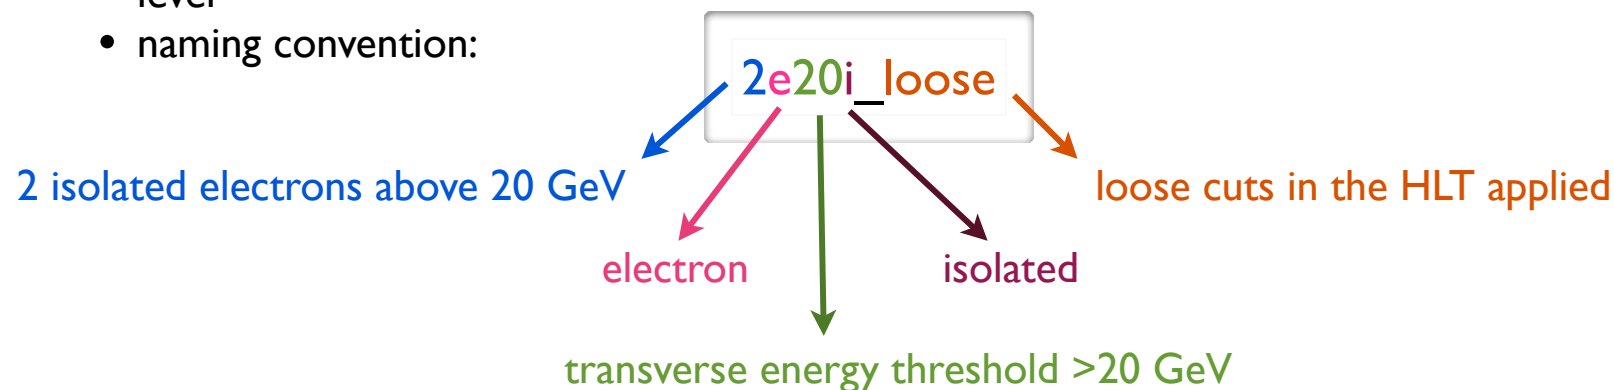 level
• naming convention:
2e20i_loose
2 isolated electrons above 20 GeV
loose cuts in the HLT applied
electron
isolated
transverse energy threshold >20 GeV